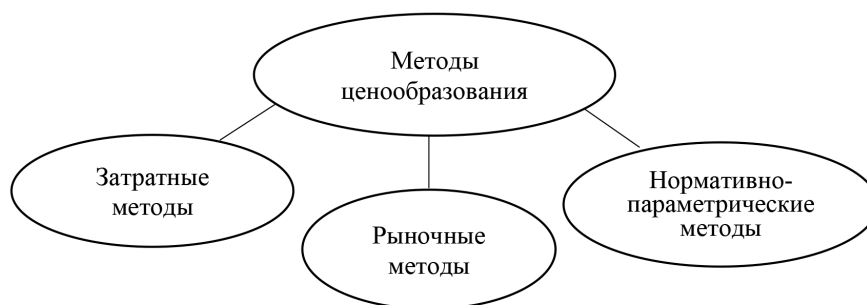 Методы
ценообразования
Затратные
методы
Рыночные
методы
Нормативно-
параметрические
методы